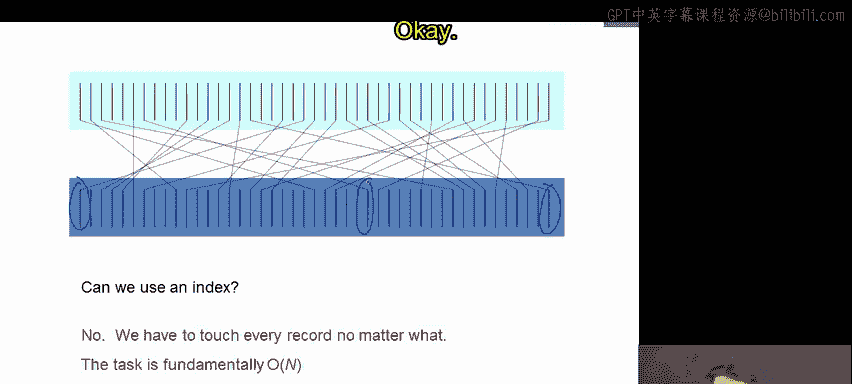 GPT中英字幕课程资源@bilibili.com
Okay.
Can we use an index?
No. We have to touch every record no matter what.
The task is fundamentally O(N)